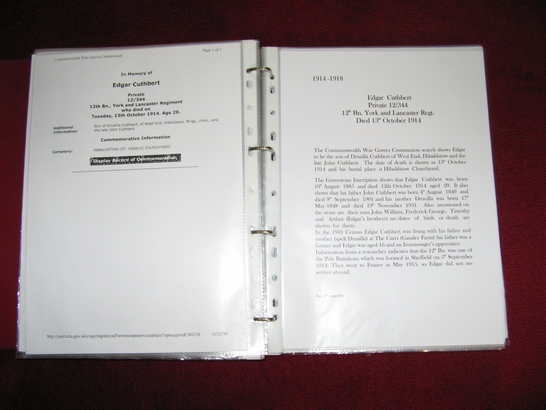 Commonwealth War Graves Commission
Page 1 of 1
In Memory of
Edgar Cuthbert
Private
12/344
12th Bn., York and Lancaster Regiment
who died on
Tuesday, 13th October 1914. Age 29.
Additional Information:
Son of Drusilla Cuthbert, of West End, Hibaldstow, Brigg, Lincs., and
the late John Cuthbert.
Commemorative Information
Cemetery:
HIBALDSTOW (ST. HIBALD) CHURCHYARD
Display Record of Commemoration
1914 -1918
Edgar Cuthbert
Private 12/344
12th Bn. York and Lancaster Regt.
Died 13th October 1914
The Commonwealth War Graves Commission search shows Edgar
to be the son of Drusilla Cuthbert of West End, Hibaldstow and the
late John Cuthbert. The date of death is shown as 13th October
1914 and his burial place is Hibaldstow Churchyard.
The Gravestone Inscription shows that Edgar Cuthbert was born
10th August 1885 and died 12th October 1914 aged 29. It also
shows that his father John Cuthbert was born 4th August 1849 and
died 9th September 1901 and his mother Drucilla was born 17th
May 1848 and died 19th November 1931. Also mentioned on
the stone are their sons John William, Frederick George, Timothy
and Arthur (Edgar's brothers) no dates of birth or death are
shown for them.
In the 1901 Census Edgar Cuthbert was living with his father and
mother (spelt Drusilla) at The Carrs (Gander Farm) his father was a
farmer and Edgar was aged 16 and an Ironmonger's apprentice.
Information from a researcher indicates that the 12th Bn. was one of
the Pals Battalions which was formed in Sheffield on 5th September
1914. They went to France in May 1915, so Edgar did not see
service abroad.